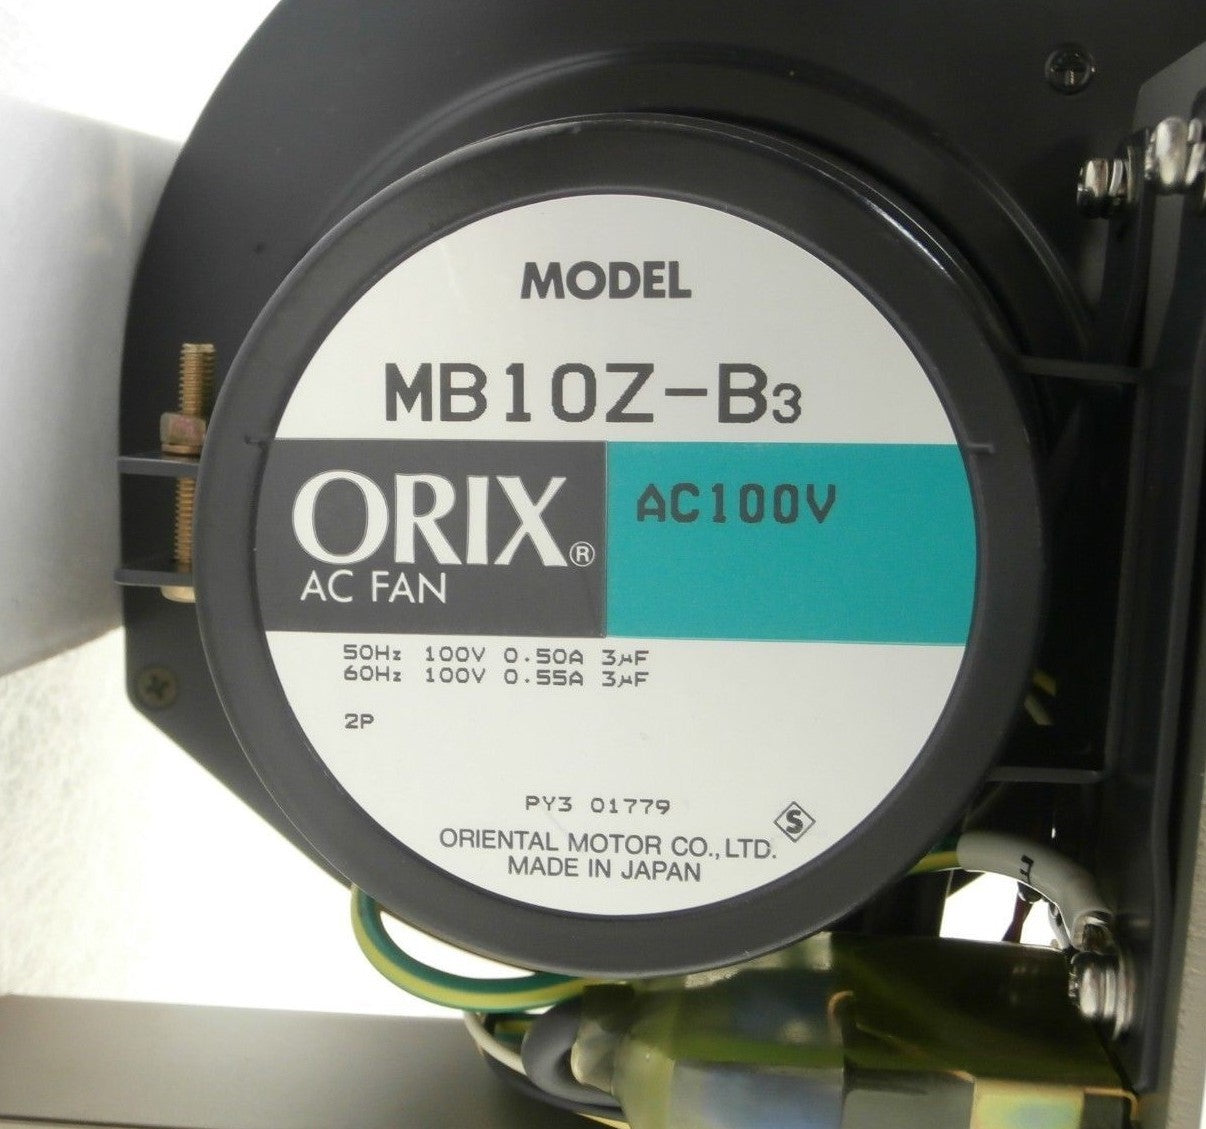 MODEL
MB10Z-B3
ORIX®
AC FAN
AC100V
50Hz 100V 0.50A 3µF
60Hz 100V 0.55A 3µF
2P
PY3 01779
S
ORIENTAL MOTOR CO.,LTD.
MADE IN JAPAN